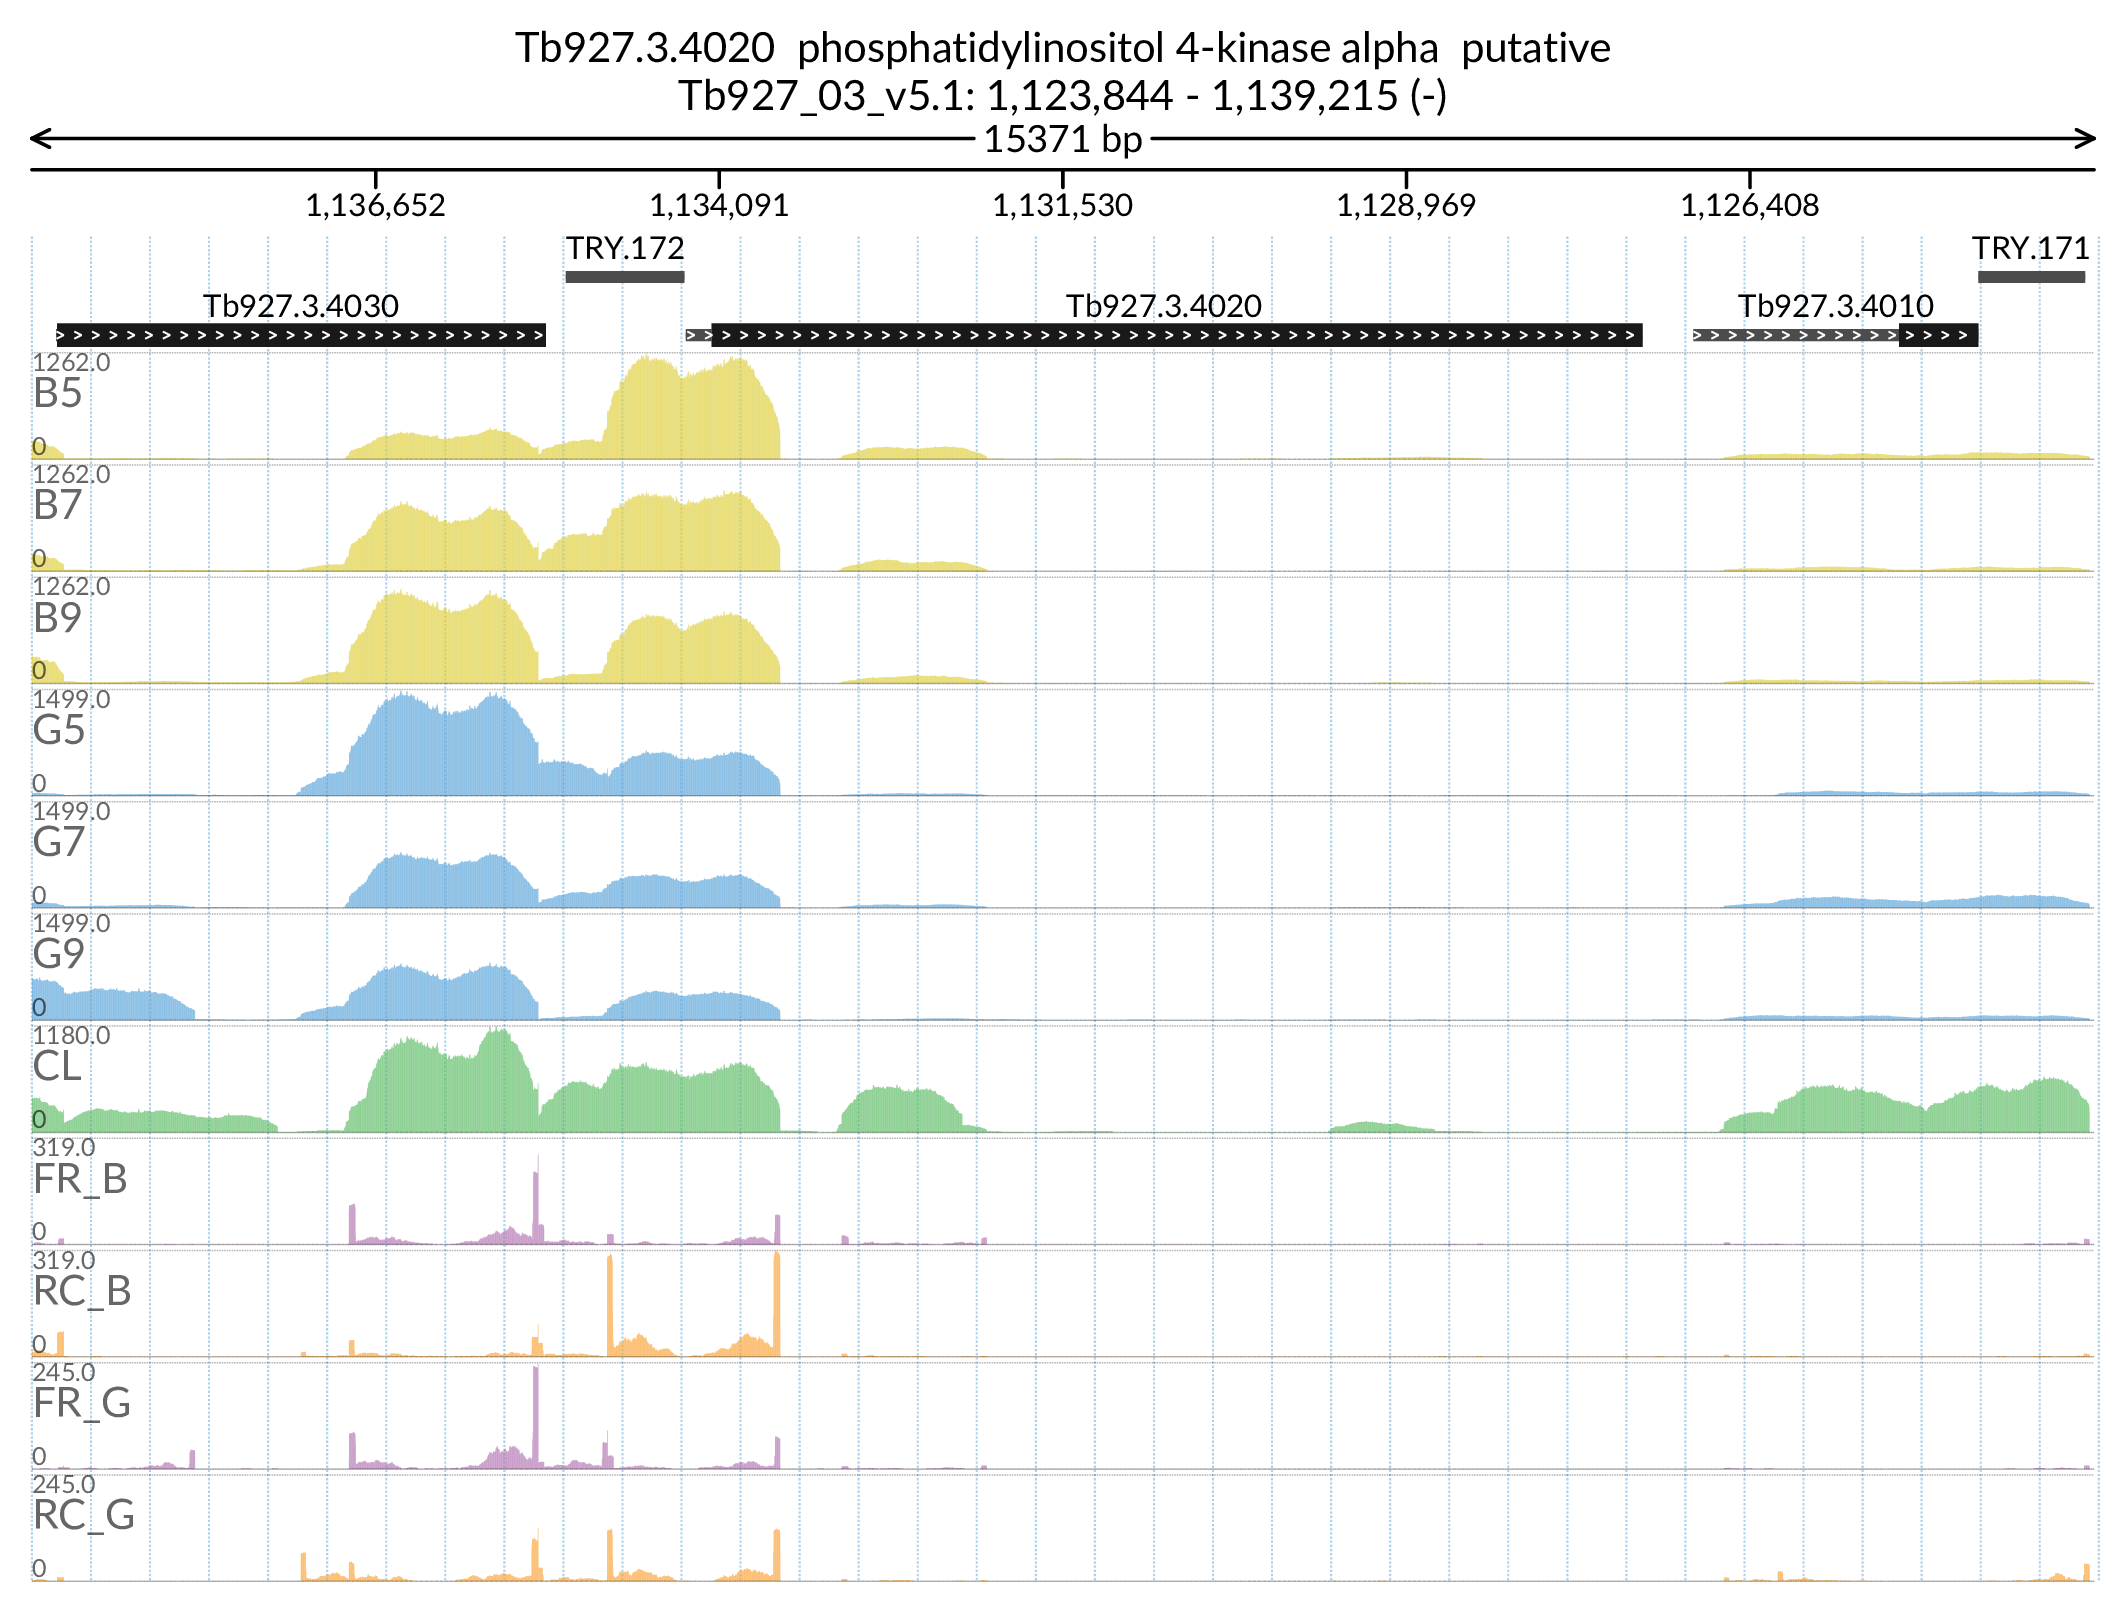 Tb927.3.4020 phosphatidylinositol 4-kinase alpha putative
Tb927_03_v5.1: 1,123,844 - 1,139,215 (-)
15371 bp
1,136,652 1,134,091 1,131,530 1,128,969 1,126,408
TRY.172 TRY.171
Tb927.3.4030 Tb927.3.4020 Tb927.3.4010
1262.0
B5
0
1262.0
B7
0
1262.0
B9
0
1499.0
G5
0
1499.0
G7
0
1499.0
G9
0
1180.0
CL
0
319.0
FR_B
0
319.0
RC_B
0
245.0
FR_G
0
245.0
RC_G
0